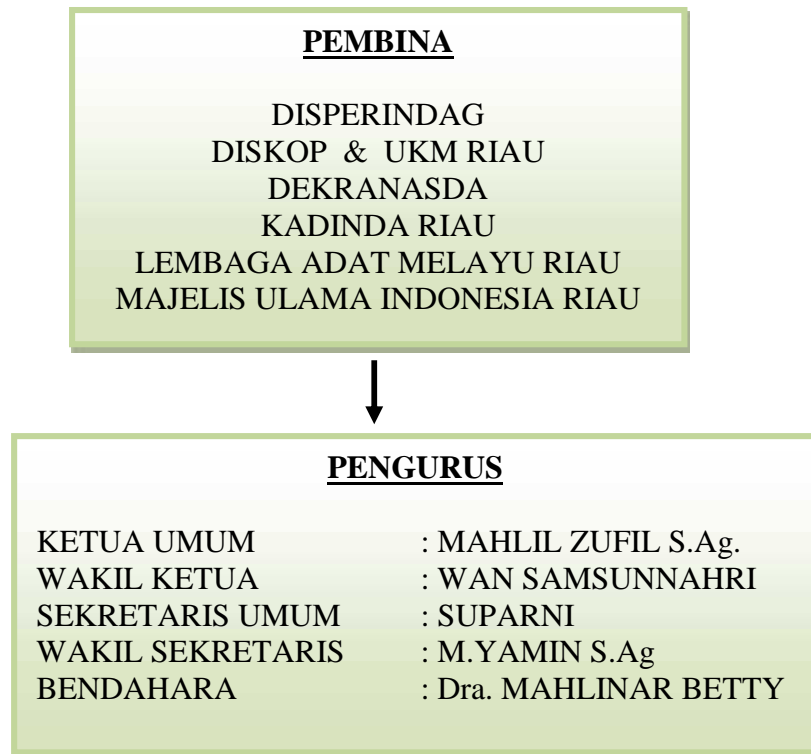 PEMBINA
DISPERINDAG
DISKOP & UKM RIAU
DEKRANASDA
KADINDA RIAU
LEMBAGA ADAT MELAYU RIAU
MAJELIS ULAMA INDONESIA RIAU
PENGURUS
KETUA UMUM : MAHLIL ZUFIL S.Ag.
WAKIL KETUA : WAN SAMSUNNAHRI
SEKRETARIS UMUM : SUPARNI
WAKIL SEKRETARIS : M.YAMIN S.Ag
BENDAHARA : Dra. MAHLINAR BETTY